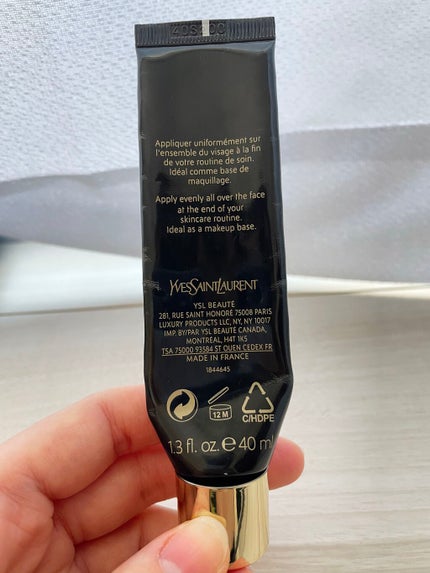 Appliquer uniformément sur
l'ensemble du visage à la fin
de votre routine de soin.
Idéal comme base de
maquillage.
Apply evenly all over the face
at the end of your
skincare routine.
Ideal as a makeup base.
YVESSAINTLAURENT
YSL BEAUTÉ
281, RUE SAINT HONORÉ 75008 PARIS
LUXURY PRODUCTS LLC, NY, NY 10017
IMP. BY/PAR YSL BEAUTÉ CANADA,
MONTREAL, H4T 1K5
TSA 75000 93584 ST OUEN CEDEX FR
MADE IN FRANCE
1844645
12 M
C/HDPE
1.3 fl. oz. e 40 ml